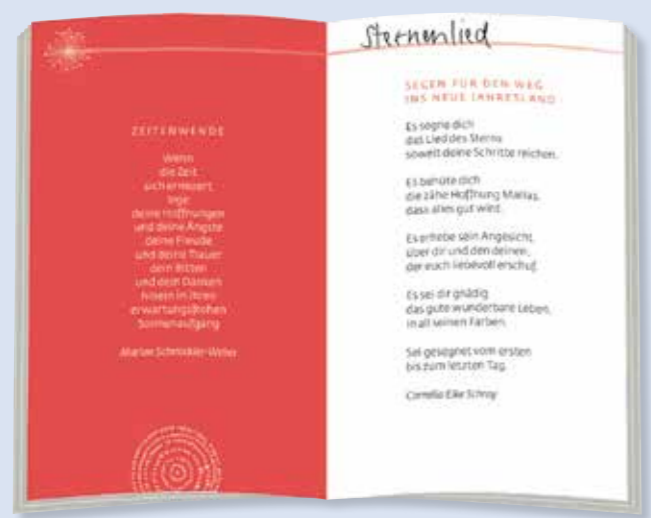 ZEITENWENDE
Wenn
die Zeit
sich erneuert,
lege
deine Hoffnungen
und deine Ängste
deine Freude
und deine Trauer
dein Bitten
und dein Danken
hinein in ihren
erwartungsfrohen
Sonnenaufgang
Marion Schmickler-Weber
Sternenlied
SEGEN FÜR DEN WEG
INS NEUE JAHRESLAND
Es segne dich
das Lied des Sterns
soweit deine Schritte reichen.
Es behüte dich
die zähe Hoffnung Marias,
dass alles gut wird.
Es erhebe sein Angesicht,
über dir und den deinen,
der euch liebevoll erschuf.
Es sei dir gnädig
das gute wunderbare Leben,
in all seinen Farben.
Sei gesegnet vom ersten
bis zum letzten Tag.
Cornelia Elke Schray